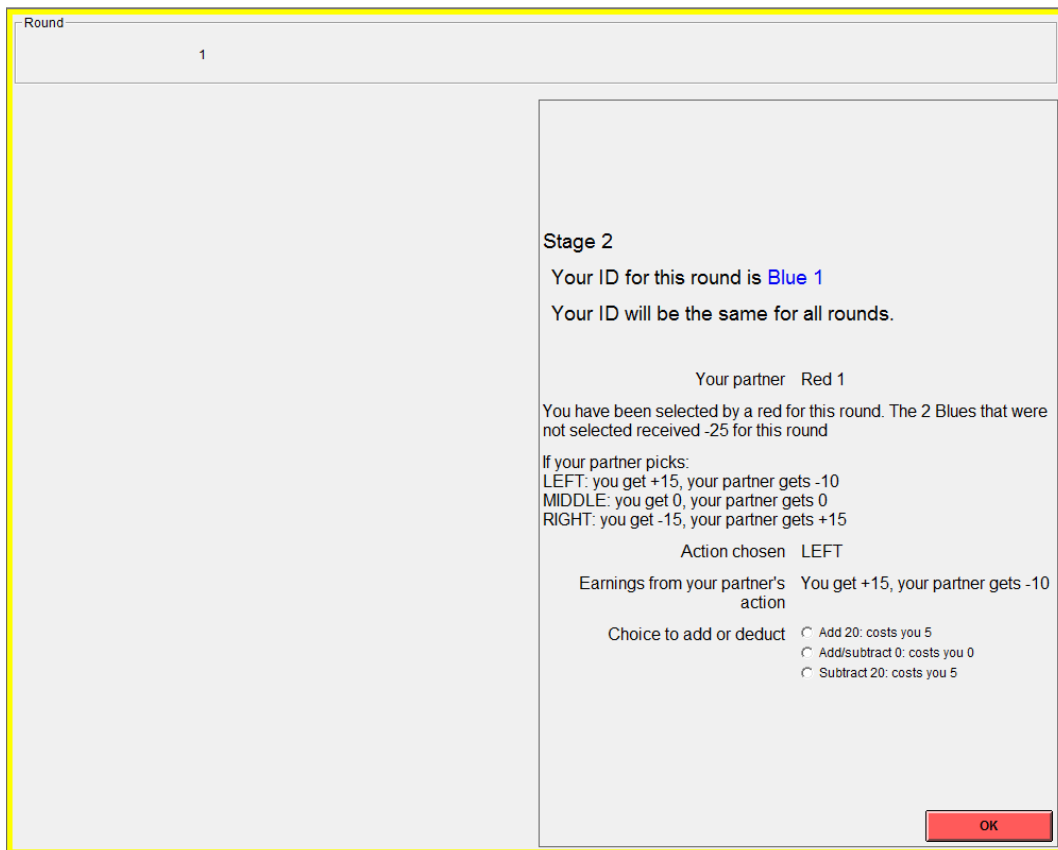 Round
1
Stage 2
Your ID for this round is Blue 1
Your ID will be the same for all rounds.
Your partner Red 1
You have been selected by a red for this round. The 2 Blues that were
not selected received -25 for this round
If your partner picks:
LEFT: you get +15, your partner gets -10
MIDDLE: you get 0, your partner gets 0
RIGHT: you get -15, your partner gets +15
Action chosen LEFT
Earnings from your partner's You get +15, your partner gets -10
action
Choice to add or deduct Add 20: costs you 5
Add/subtract 0: costs you 0
Subtract 20: costs you 5
OK